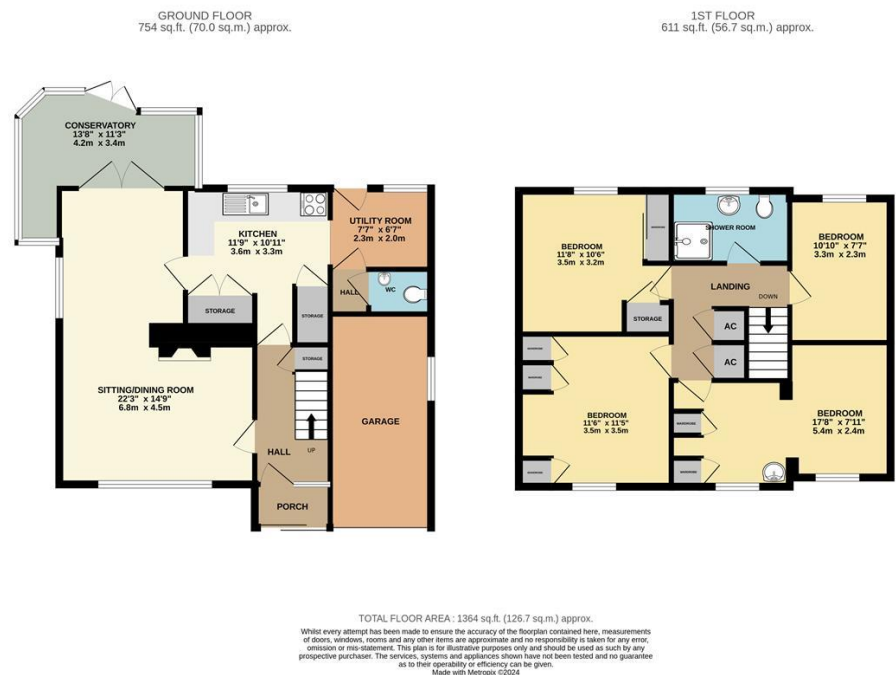 GROUND FLOOR
754 sq.ft. (70.0 sq.m.) approx.
CONSERVATORY
13'8" x 11'3"
4.2m x 3.4m
KITCHEN
11'9" x 10'11"
3.6m x 3.3m
UTILITY ROOM
7'7" x 6'7"
2.3m x 2.0m
HALL
WC
STORAGE
STORAGE
STORAGE
SITTING/DINING ROOM
22'3" x 14'9"
6.8m x 4.5m
GARAGE
HALL
UP
PORCH
1ST FLOOR
611 sq.ft. (56.7 sq.m.) approx.
BEDROOM
11'8" x 10'6"
3.5m x 3.2m
SHOWER ROOM
BEDROOM
10'10" x 7'7"
3.3m x 2.3m
LANDING
DOWN
STORAGE
AC
AC
BEDROOM
11'6" x 11'5"
3.5m x 3.5m
BEDROOM
17'8" x 7'11"
5.4m x 2.4m
WARDROBE
WARDROBE
TOTAL FLOOR AREA : 1364 sq.ft. (126.7 sq.m.) approx.
Whilst every attempt has been made to ensure the accuracy of the floorplan contained here, measurements
of doors, windows, rooms and any other items are approximate and no responsibility is taken for any error,
omission or mis-statement. This plan is for illustrative purposes only and should be used as such by any
prospective purchaser. The services, systems and appliances shown have not been tested and no guarantee
as to their operability or efficiency can be given.
Made with Metropix ©2024